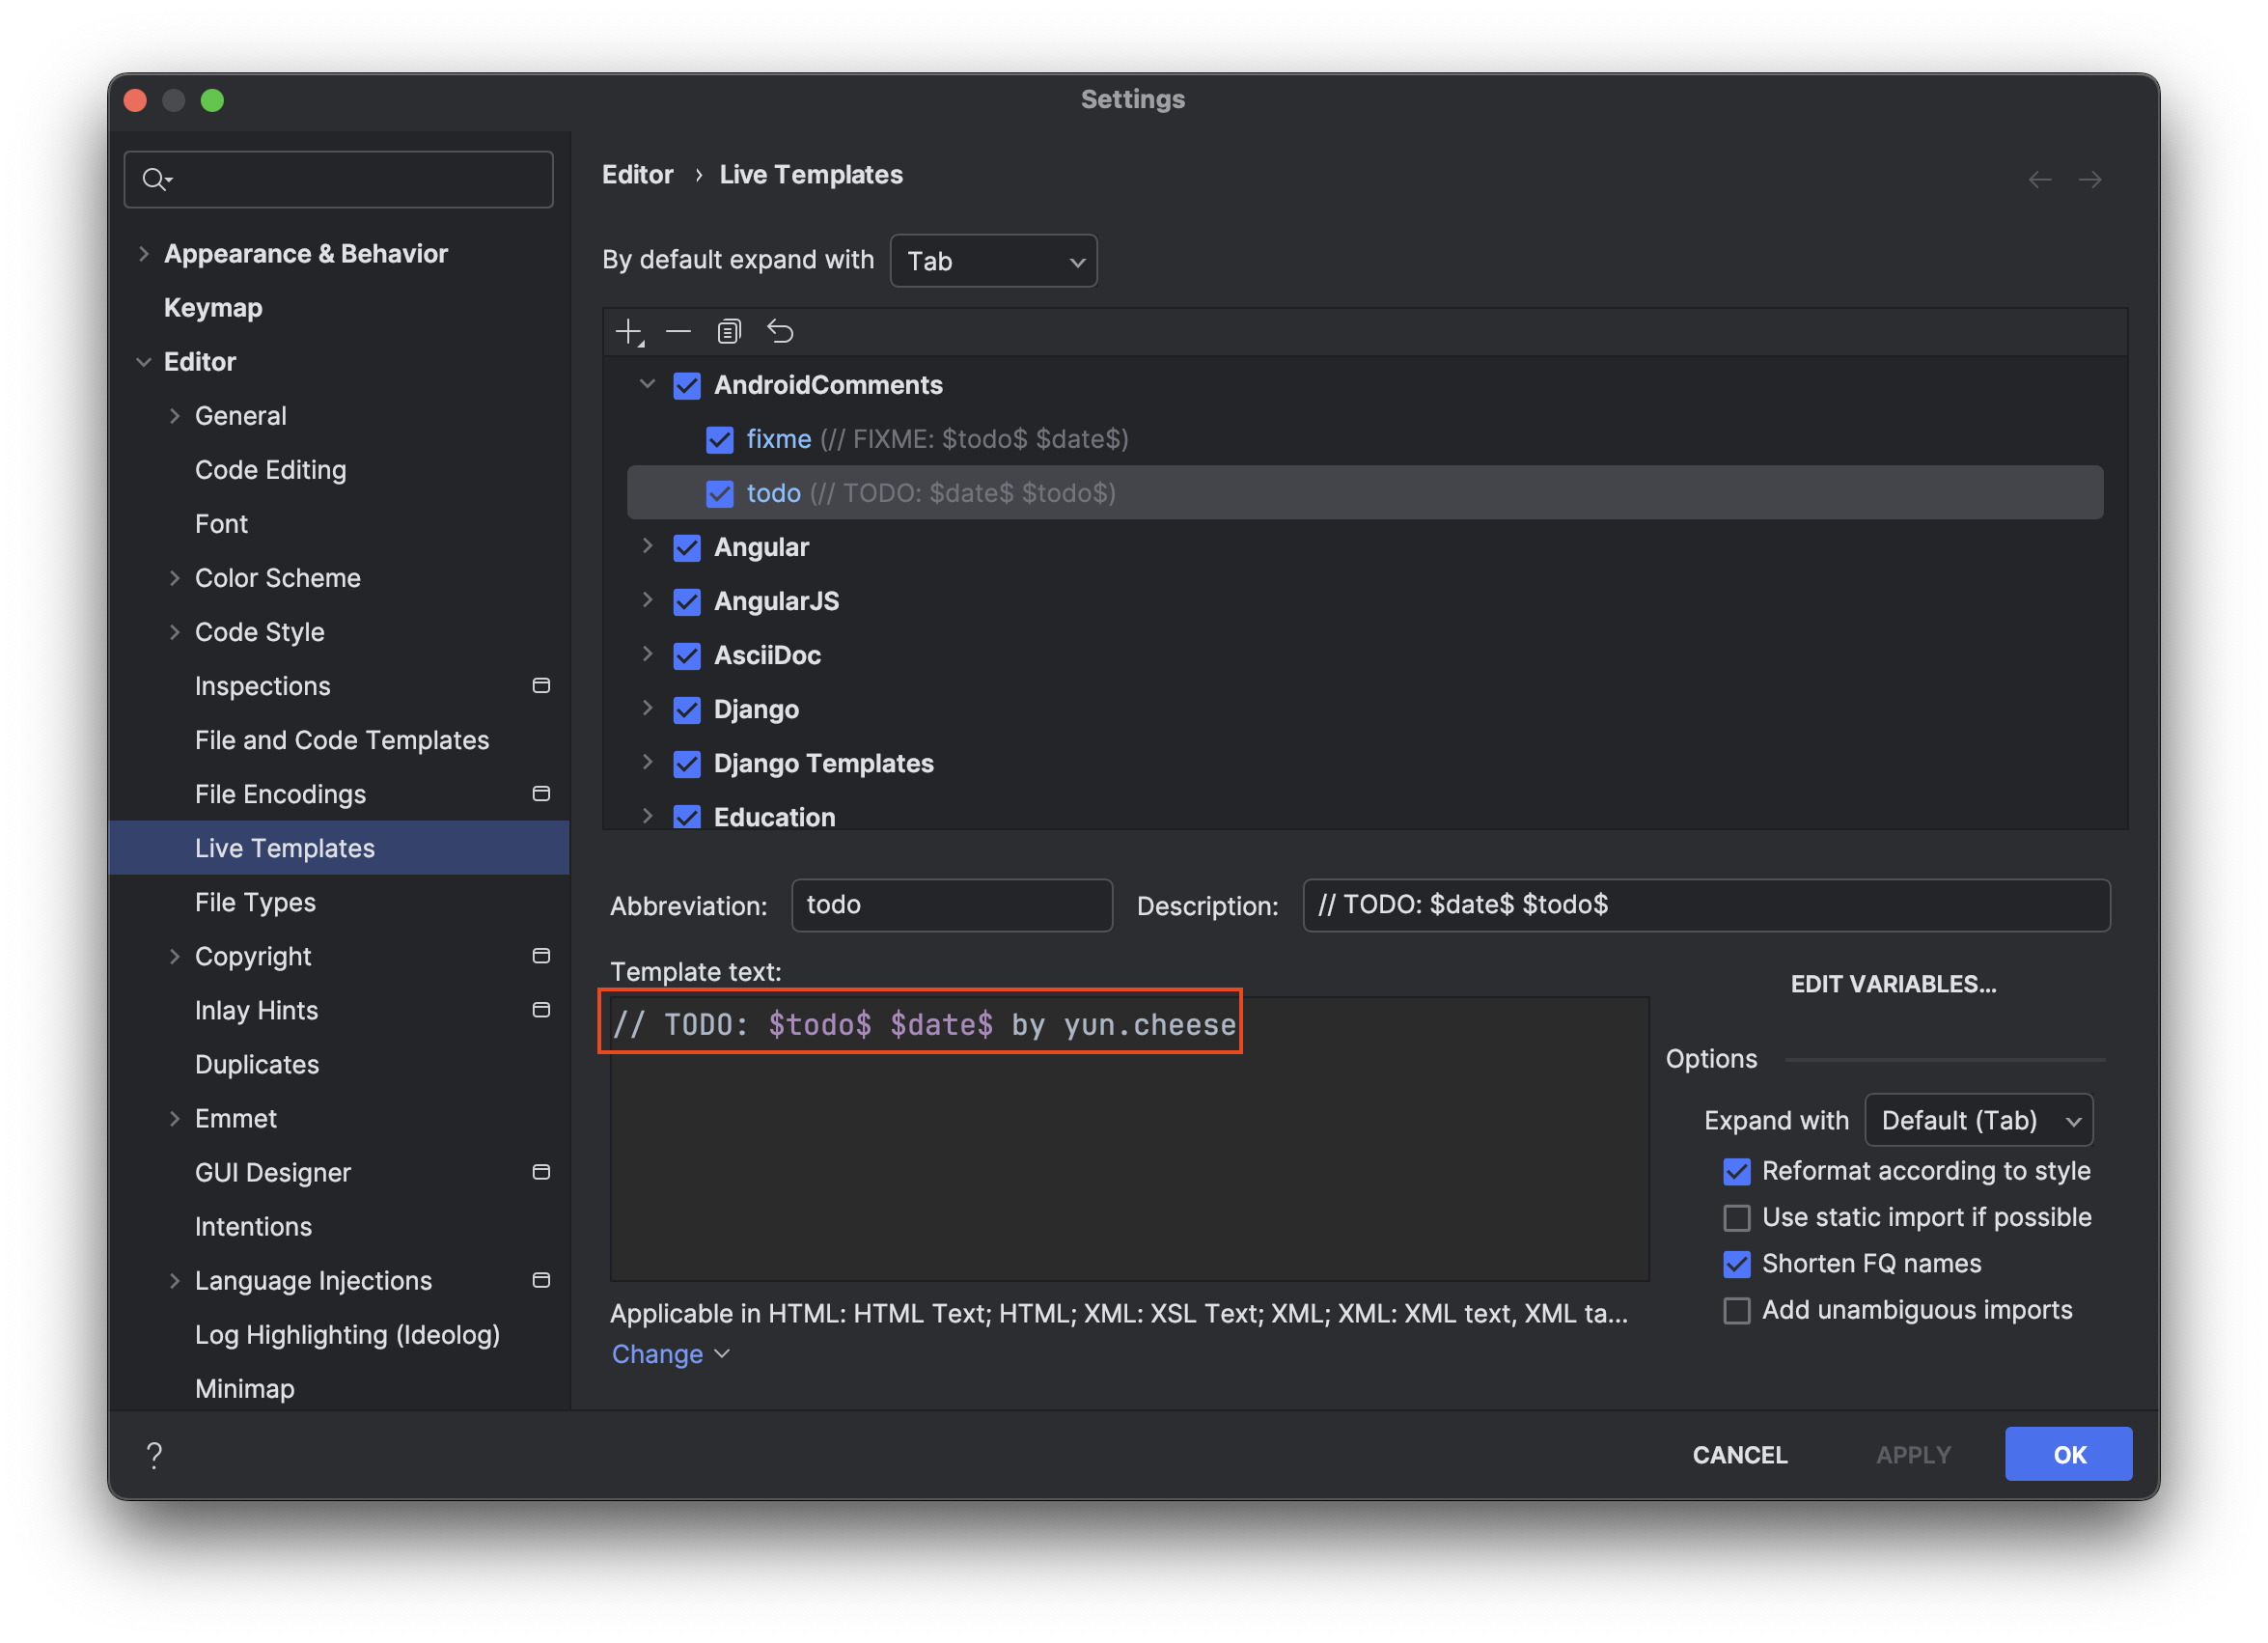 Settings
Appearance & Behavior
Keymap
Editor
General
Code Editing
Font
Color Scheme
Code Style
Inspections
File and Code Templates
File Encodings
Live Templates
File Types
Copyright
Inlay Hints
Duplicates
Emmet
GUI Designer
Intentions
Language Injections
Log Highlighting (Ideolog)
Minimap
?
Editor › Live Templates
By default expand with Tab
AndroidComments
fixme (// FIXME: $todo$ $date$)
todo (// TODO: $date$ $todo$)
Angular
AngularJS
AsciiDoc
Django
Django Templates
Education
Abbreviation: todo Description: // TODO: $date$ $todo$
Template text:
// TODO: $todo$ $date$ by yun.cheese
EDIT VARIABLES...
Options
Expand with Default (Tab)
Reformat according to style
Use static import if possible
Shorten FQ names
Add unambiguous imports
Applicable in HTML: HTML Text; HTML; XML: XSL Text; XML; XML: XML text, XML ta...
Change
CANCEL APPLY OK